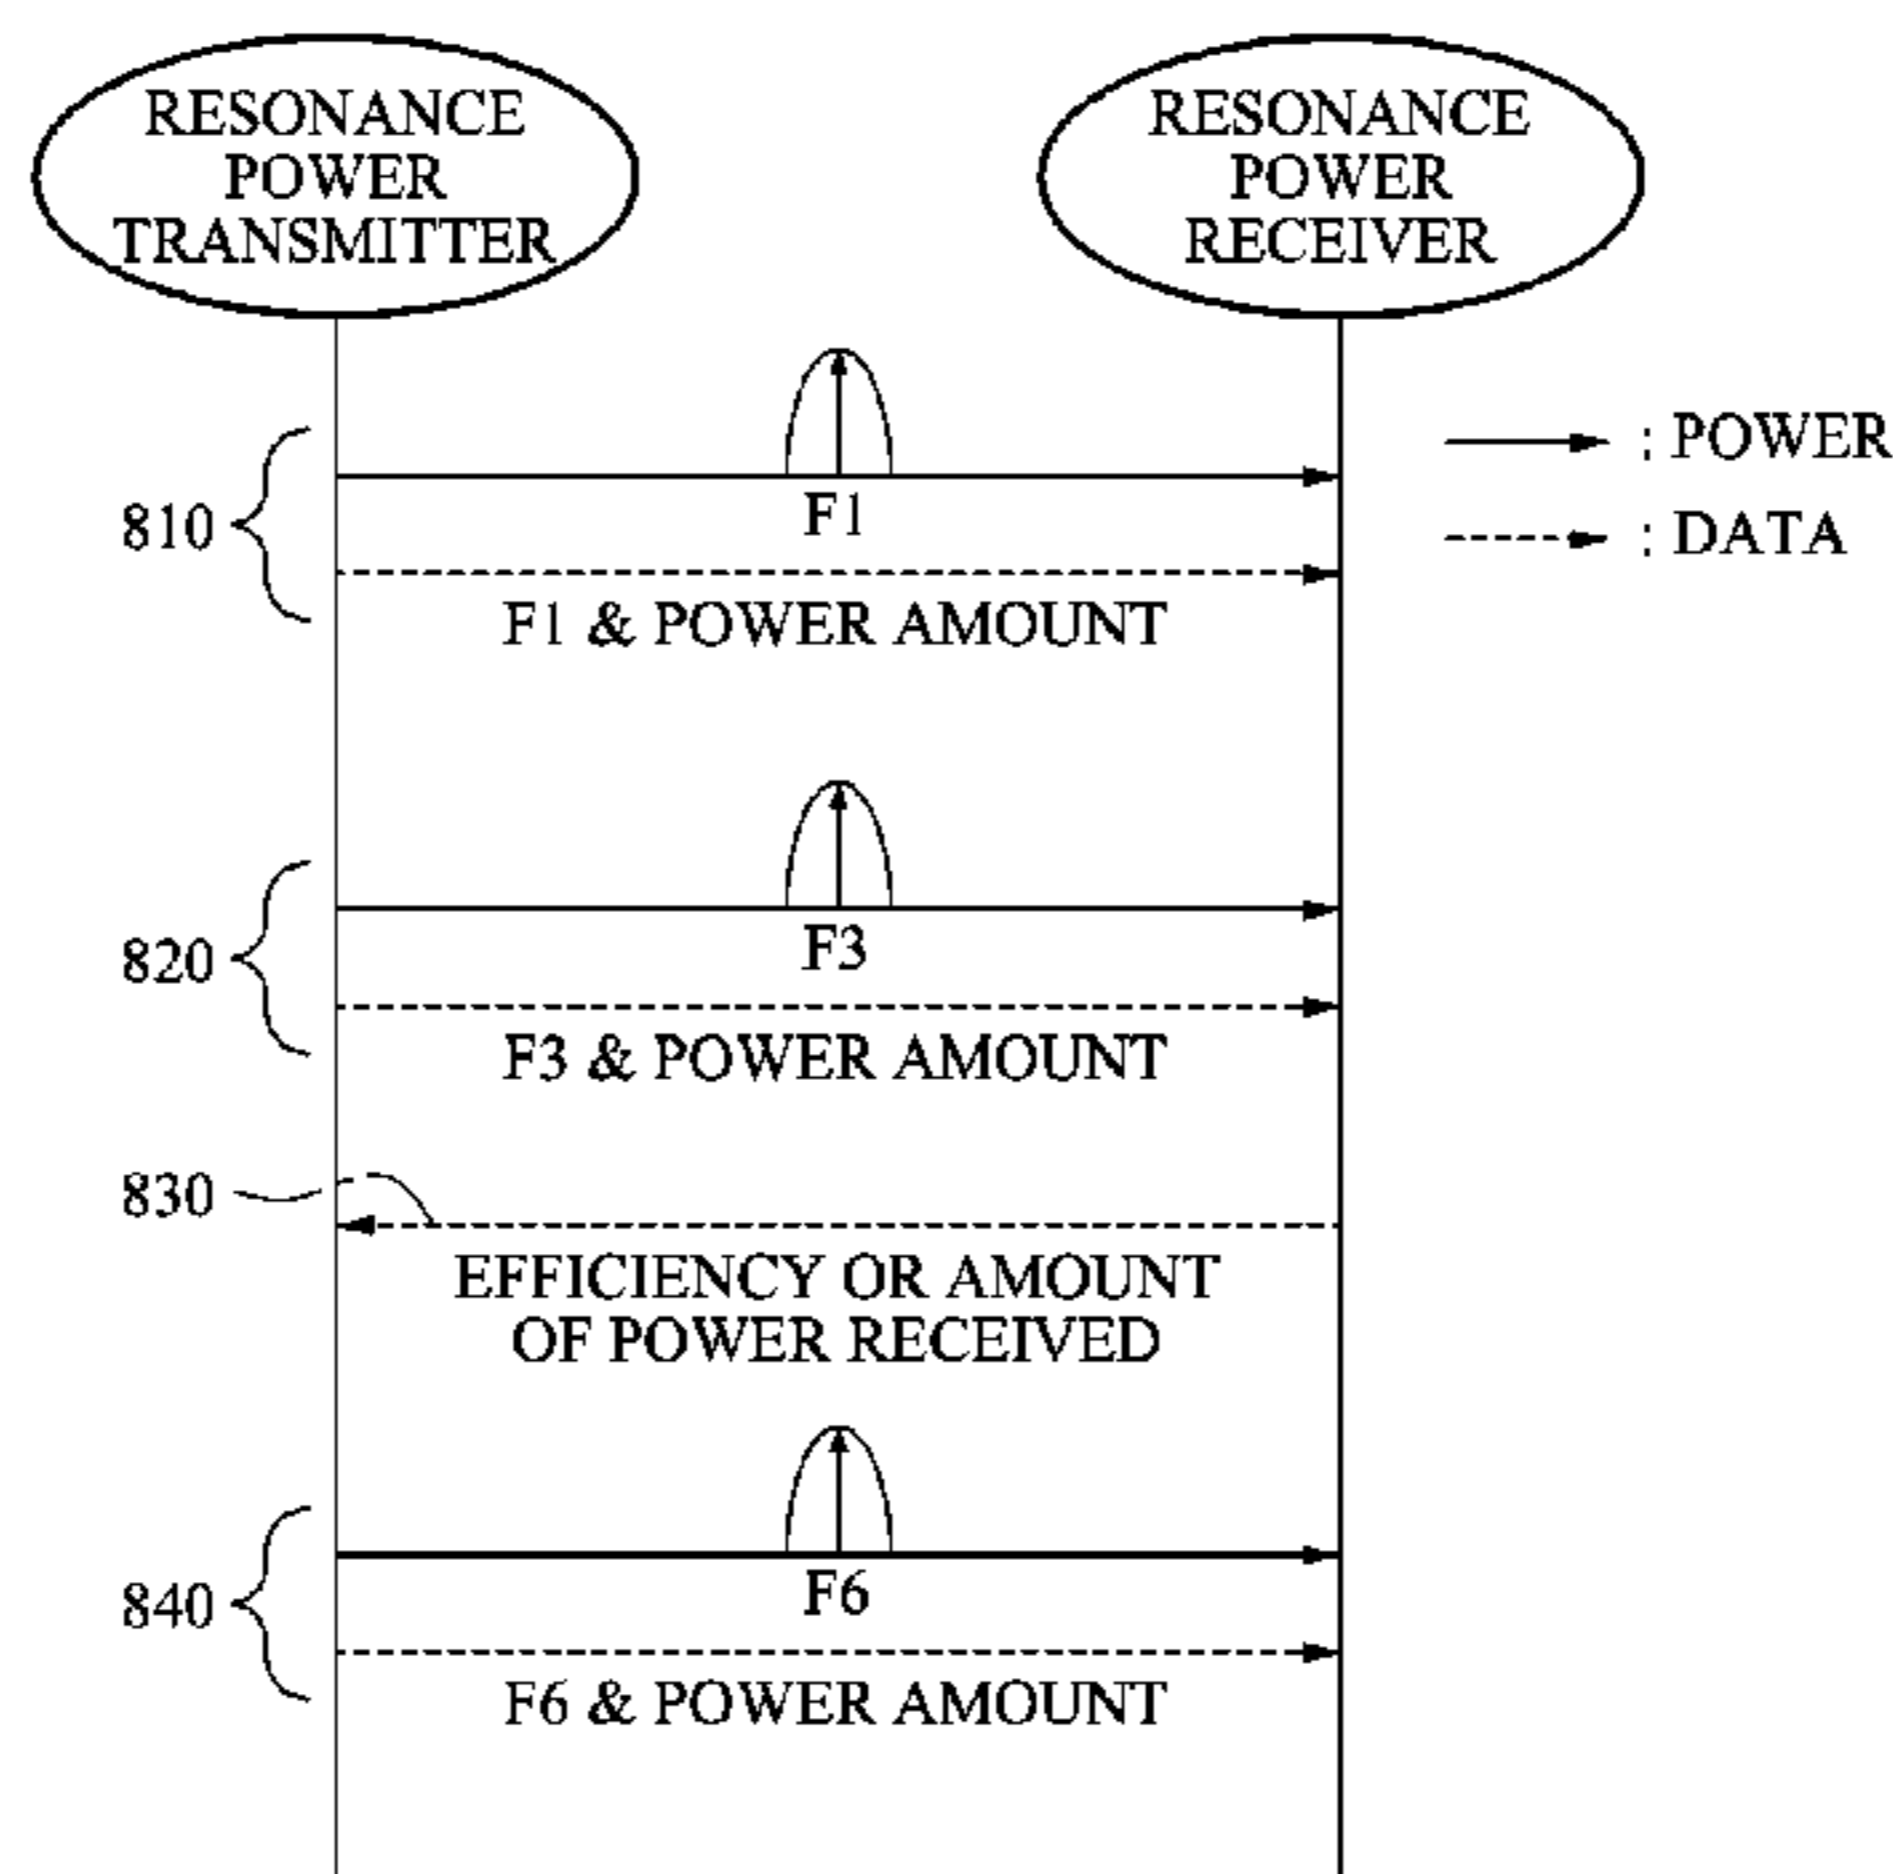 RESONANCE
POWER
TRANSMITTER
RESONANCE
POWER
RECEIVER
: POWER
: DATA
810
F1
F1 & POWER AMOUNT
820
F3
F3 & POWER AMOUNT
830
EFFICIENCY OR AMOUNT
OF POWER RECEIVED
840
F6
F6 & POWER AMOUNT